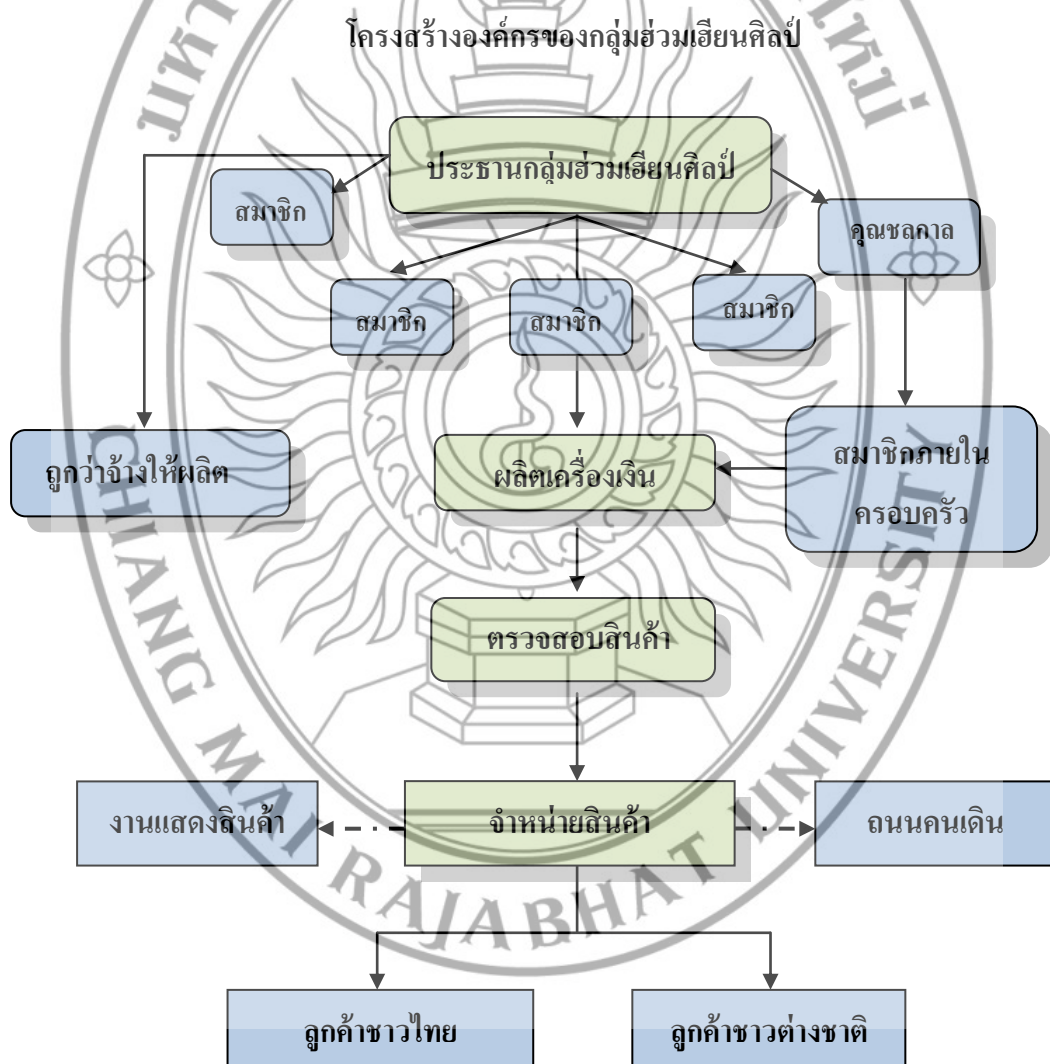 โครงสร้างองค์กรของกลุ่มฮ่วมเฮียนศิลป์
ประธานกลุ่มฮ่วมเฮียนศิลป์
สมาชิก
คุณชลกาล
สมาชิก
สมาชิก
สมาชิก
ถูกว่าจ้างให้ผลิต
ผลิตเครื่องเงิน
สมาชิกภายใน
ครอบครัว
ตรวจสอบสินค้า
งานแสดงสินค้า
จำหน่ายสินค้า
ถนนคนเดิน
ลูกค้าชาวไทย
ลูกค้าชาวต่างชาติ
CHIANG MAI RAJABHAT UNIVERSITY